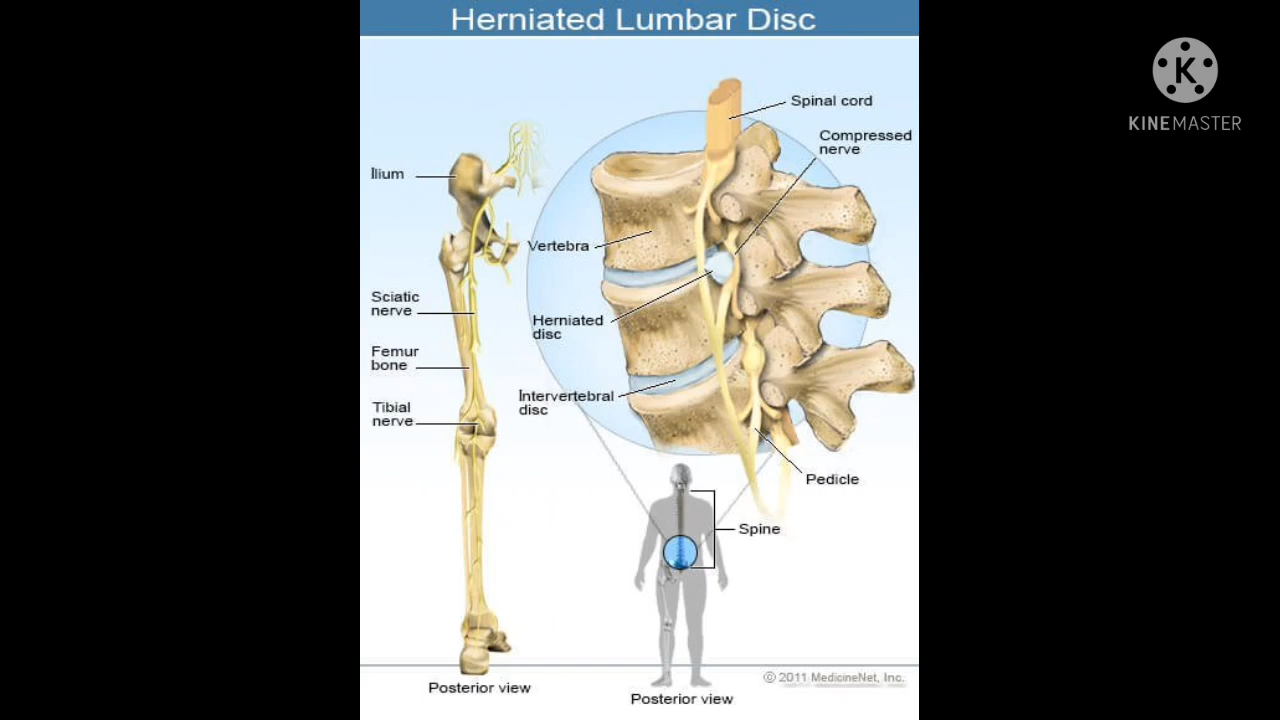 Herniated Lumbar Disc
K
KINEMASTER
Spinal cord
Compressed
nerve
Ilium
Vertebra
Sciatic
nerve
Herniated
disc
Femur
bone
Intervertebral
disc
Tibial
nerve
Pedicle
Spine
© 2011 MedicineNet, Inc.
Posterior view
Posterior view